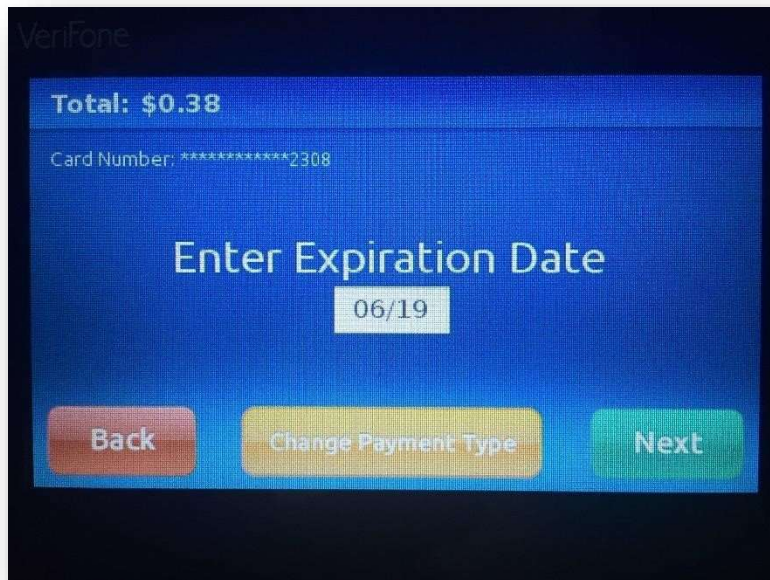 VeriFone
Total: $0.38
Card Number: ************2308
Enter Expiration Date
06/19
Back
Change Payment Type
Next